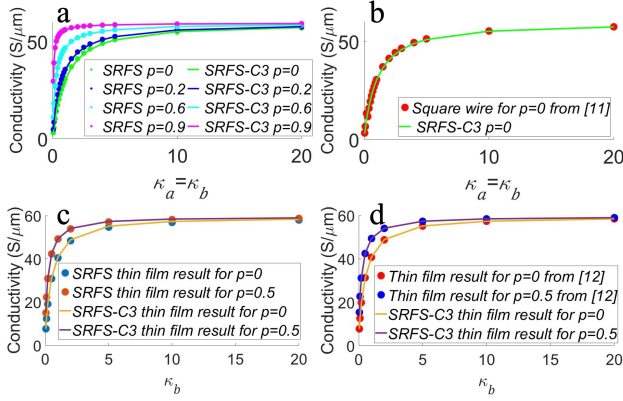 a
Conductivity (S/μm)
50
0
SRFS p=0
SRFS p=0.2
SRFS p=0.6
SRFS p=0.9
SRFS-C3 p=0
SRFS-C3 p=0.2
SRFS-C3 p=0.6
SRFS-C3 p=0.9
0 10 20
κa=κb
b
Conductivity (S/μm)
50
0
Square wire for p=0 from [11]
SRFS-C3 p=0
0 10 20
κa=κb
c
Conductivity (S/μm)
60
40
20
0
SRFS thin film result for p=0
SRFS thin film result for p=0.5
SRFS-C3 thin film result for p=0
SRFS-C3 thin film result for p=0.5
0 5 10 15 20
κb
d
Conductivity (S/μm)
60
40
20
0
Thin film result for p=0 from [12]
Thin film result for p=0.5 from [12]
SRFS-C3 thin film result for p=0
SRFS-C3 thin film result for p=0.5
0 5 10 15 20
κb